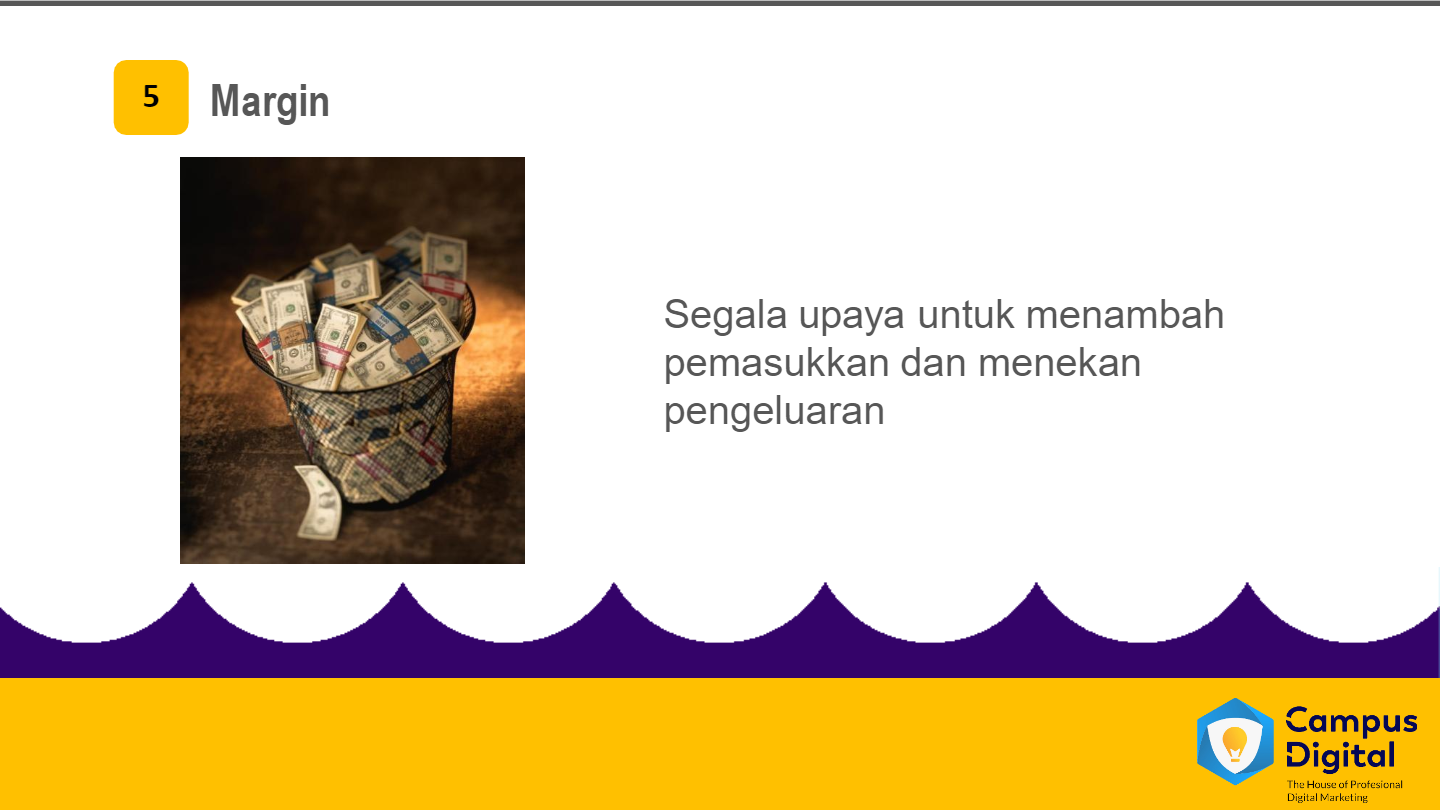 5
Margin
Segala upaya untuk menambah
pemasukkan dan menekan
pengeluaran
Campus
Digital
The House of Profesional
Digital Marketing